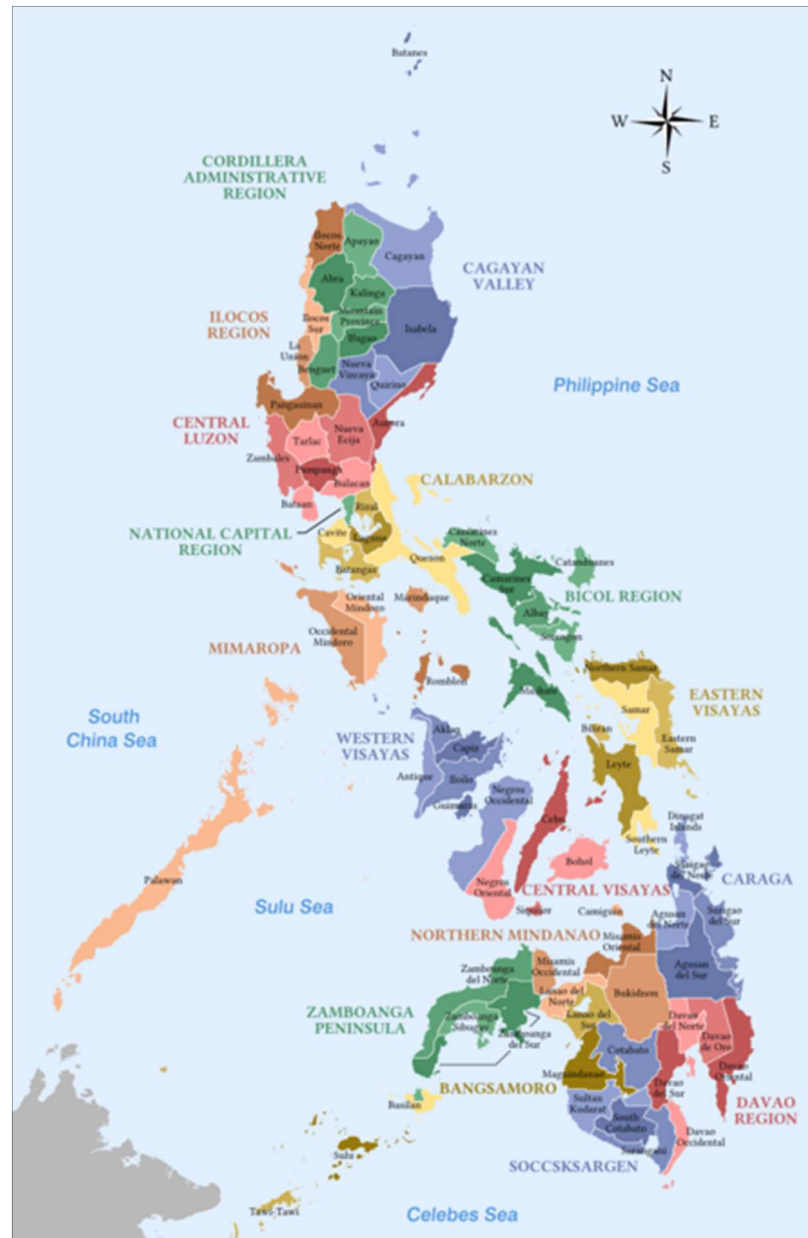 Batanes
N
W E
S
CORDILLERA
ADMINISTRATIVE
REGION
Ilocos
Norte
Apayao
Cagayan
CAGAYAN
VALLEY
Abra
Kalinga
ILOCOS
REGION
Ilocos
Sur
Mountain
Province
Isabela
Ifugao
La
Union
Benguet
Nueva
Vizcaya
Quirino
Philippine Sea
Pangasinan
CENTRAL
LUZON
Aurora
Nueva
Ecija
Tarlac
Zambales
Pampanga
Bulacan
CALABARZON
Bataan
Rizal
NATIONAL CAPITAL
REGION
Cavite
Laguna
Batangas
Quezon
Camarines
Norte
Catanduanes
Camarines
Sur
BICOL REGION
Albay
Sorsogon
Oriental
Mindoro
Marinduque
Occidental
Mindoro
MIMAROPA
Romblon
Masbate
Northern Samar
EASTERN
VISAYAS
Samar
South
China Sea
WESTERN
VISAYAS
Aklan
Capiz
Biliran
Eastern
Samar
Antique
Iloilo
Leyte
Guimaras
Negros
Occidental
Cebu
Dinagat
Islands
Southern
Leyte
Bohol
Surigao
del Norte
CARAGA
Palawan
Negros
Oriental
CENTRAL VISAYAS
Sulu Sea
Siquijor
Camiguin
Agusan
del Norte
Surigao
del Sur
NORTHERN MINDANAO
Misamis
Oriental
Misamis
Occidental
Agusan
del Sur
Zamboanga
del Norte
Lanao del
Norte
Bukidnon
ZAMBOANGA
PENINSULA
Zamboanga
Sibugay
Lanao del
Sur
Davao
del Norte
Zamboanga
del Sur
Cotabato
Davao
de Oro
Maguindanao
Davao
Oriental
BANGSAMORO
Davao
del Sur
Basilan
Sultan
Kudarat
DAVAO
REGION
South
Cotabato
Davao
Occidental
Sulu
Sarangani
SOCCSKSARGEN
Tawi-Tawi
Celebes Sea